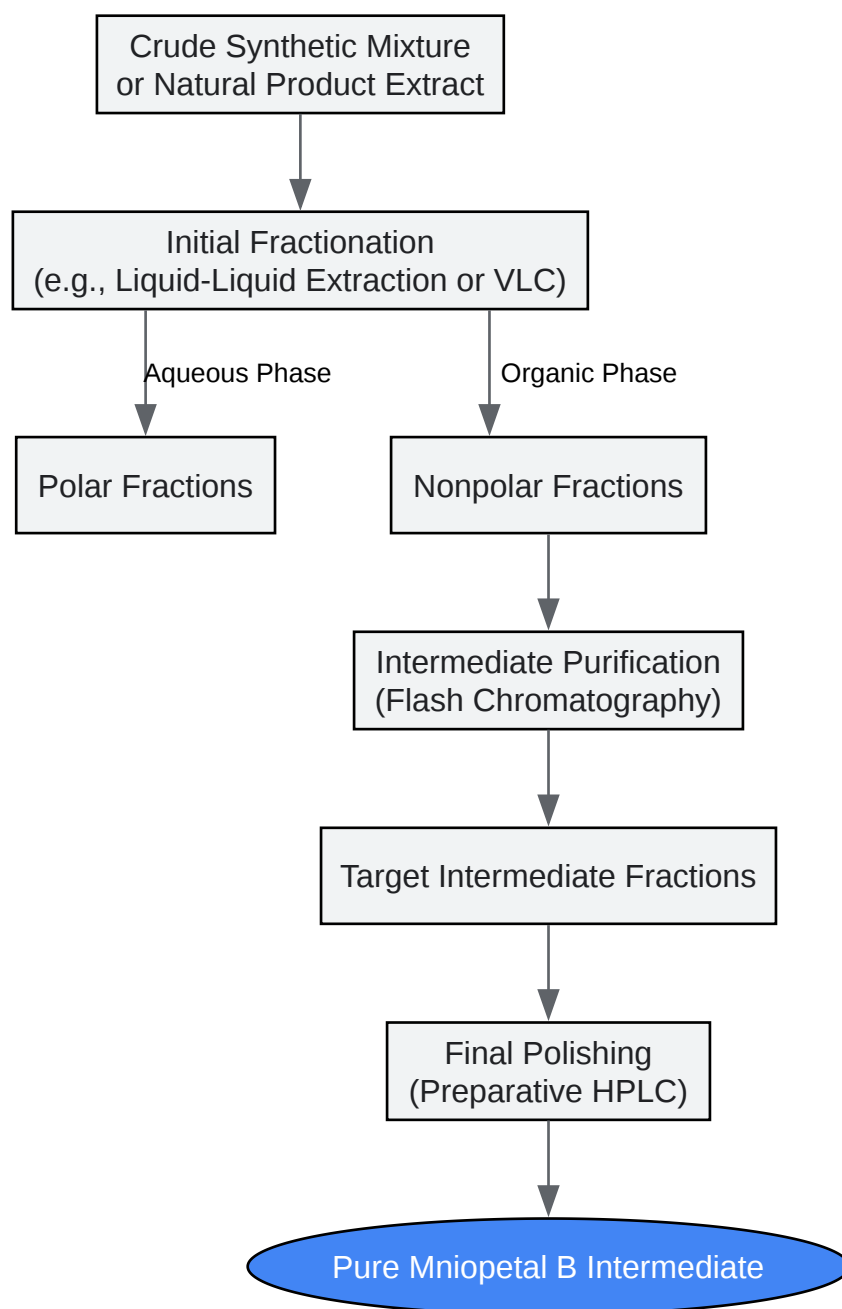 Crude Synthetic Mixture
or Natural Product Extract
Initial Fractionation
(e.g., Liquid-Liquid Extraction or VLC)
Aqueous Phase
Organic Phase
Polar Fractions
Nonpolar Fractions
Intermediate Purification
(Flash Chromatography)
Target Intermediate Fractions
Final Polishing
(Preparative HPLC)
Pure Mniopetal B Intermediate